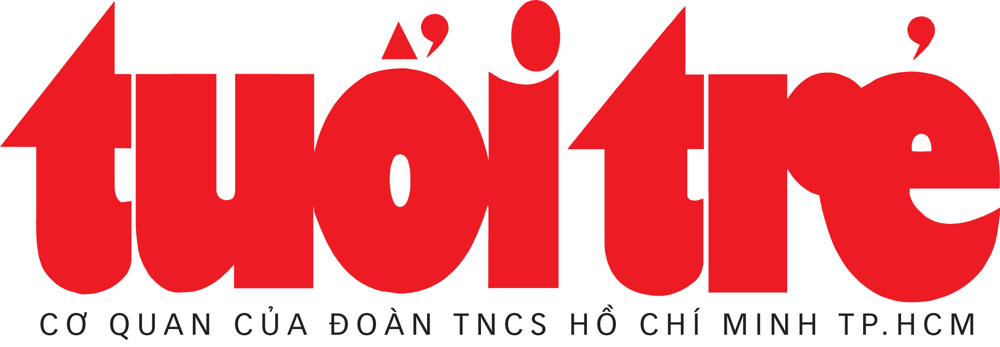 tuổi trẻ
CƠ QUAN CỦA ĐOÀN TNCS HỒ CHÍ MINH TP.HCM